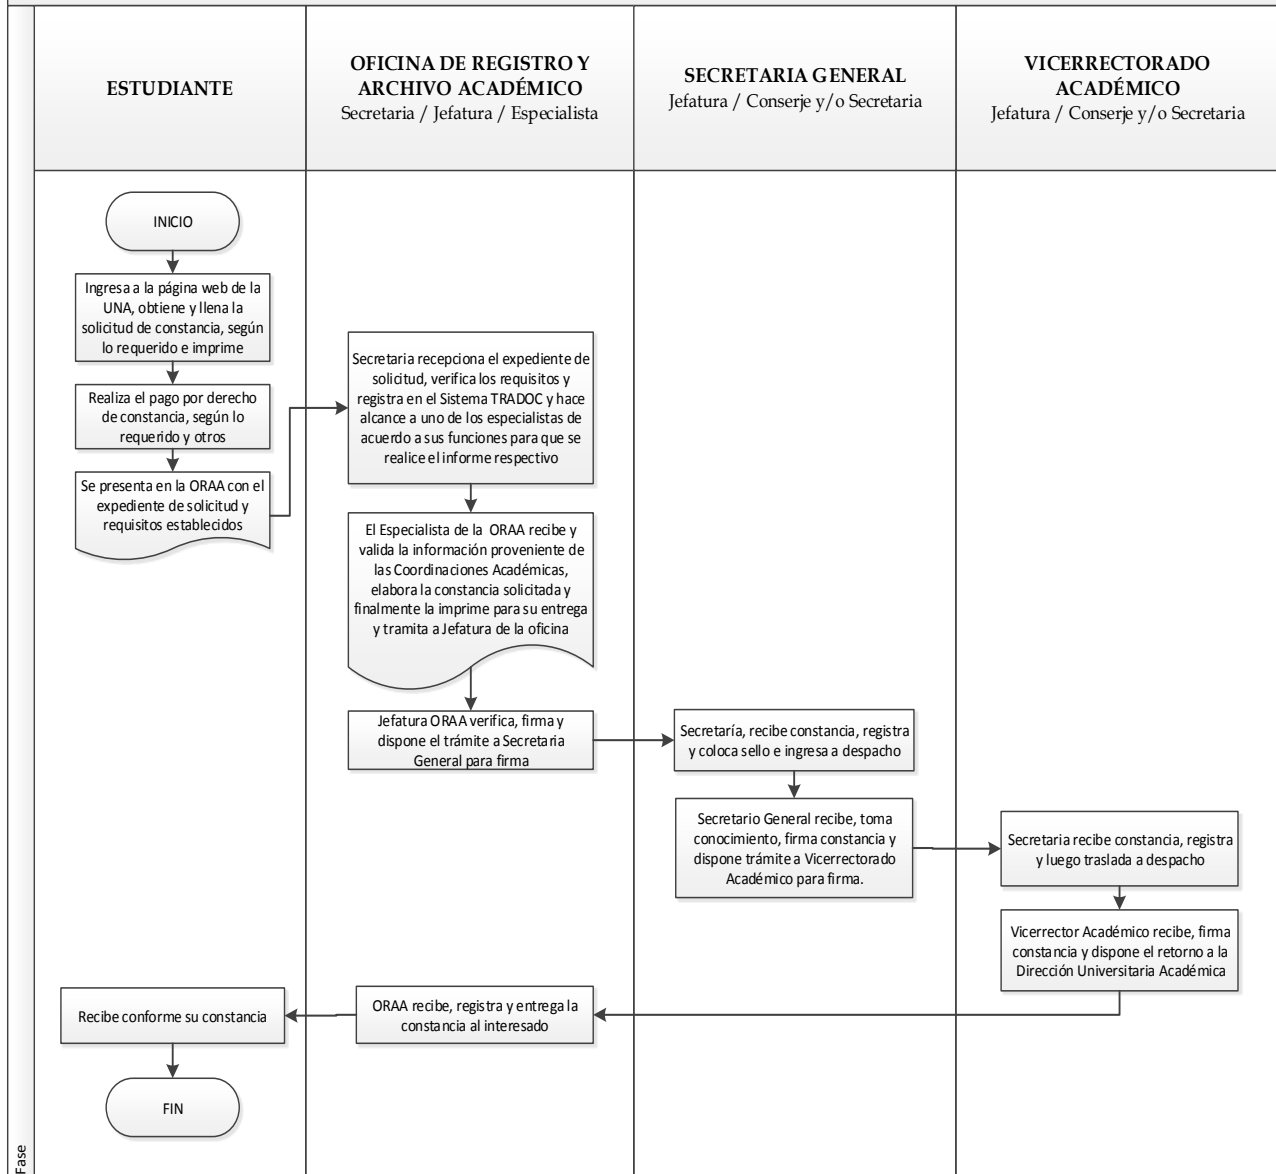 ESTUDIANTE
OFICINA DE REGISTRO Y
ARCHIVO ACADÉMICO
Secretaria / Jefatura / Especialista
SECRETARIA GENERAL
Jefatura / Conserje y/o Secretaria
VICERRECTORADO
ACADÉMICO
Jefatura / Conserje y/o Secretaria
INICIO
Ingresa a la página web de la
UNA, obtiene y llena la
solicitud de constancia, según
lo requerido e imprime
Realiza el pago por derecho
de constancia, según lo
requerido y otros
Se presenta en la ORAA con el
expediente de solicitud y
requisitos establecidos
Secretaria recepciona el expediente de
solicitud, verifica los requisitos y
registra en el Sistema TRADOC y hace
alcance a uno de los especialistas de
acuerdo a sus funciones para que se
realice el informe respectivo
El Especialista de la ORAA recibe y
valida la información proveniente de
las Coordinaciones Académicas,
elabora la constancia solicitada y
finalmente la imprime para su entrega
y tramita a Jefatura de la oficina
Jefatura ORAA verifica, firma y
dispone el trámite a Secretaria
General para firma
Secretaría, recibe constancia, registra
y coloca sello e ingresa a despacho
Secretario General recibe, toma
conocimiento, firma constancia y
dispone trámite a Vicerrectorado
Académico para firma.
Secretaria recibe constancia, registra
y luego traslada a despacho
Vicerrector Académico recibe, firma
constancia y dispone el retorno a la
Dirección Universitaria Académica
ORAA recibe, registra y entrega la
constancia al interesado
Recibe conforme su constancia
FIN
Fase